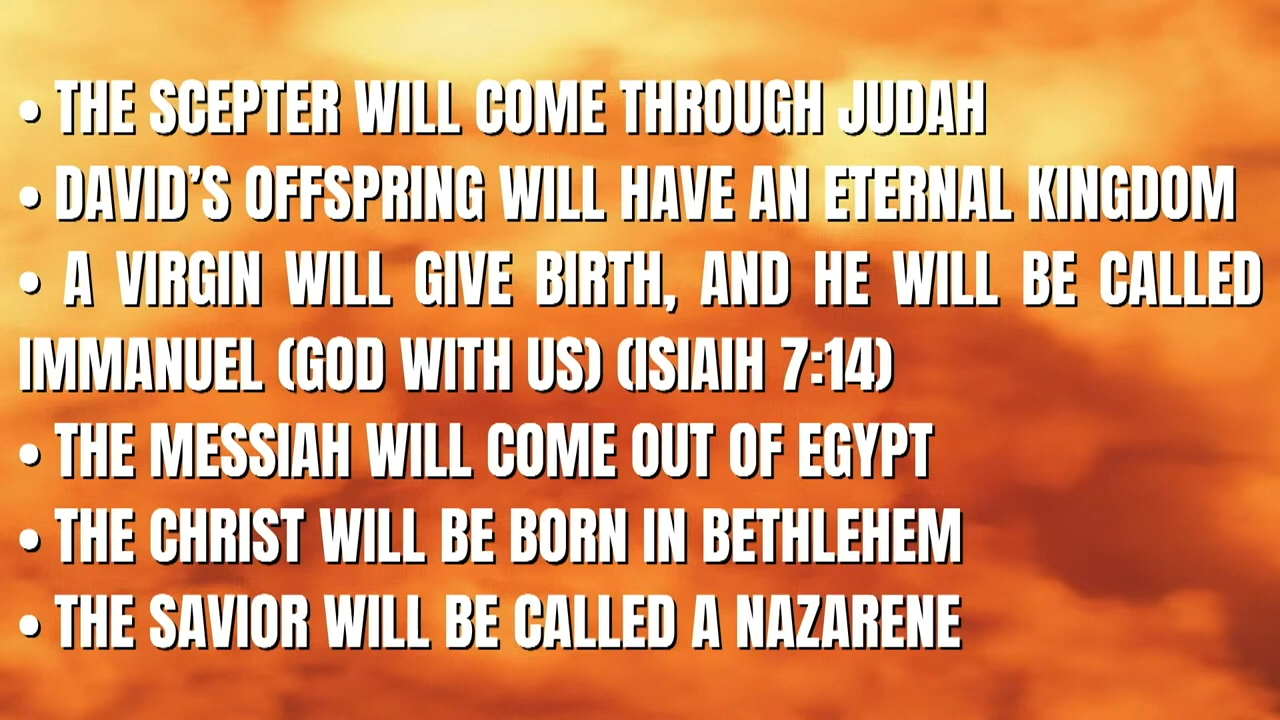 • THE SCEPTER WILL COME THROUGH JUDAH
• DAVID’S OFFSPRING WILL HAVE AN ETERNAL KINGDOM
• A VIRGIN WILL GIVE BIRTH, AND HE WILL BE CALLED
IMMANUEL (GOD WITH US) (ISIAIH 7:14)
• THE MESSIAH WILL COME OUT OF EGYPT
• THE CHRIST WILL BE BORN IN BETHLEHEM
• THE SAVIOR WILL BE CALLED A NAZARENE